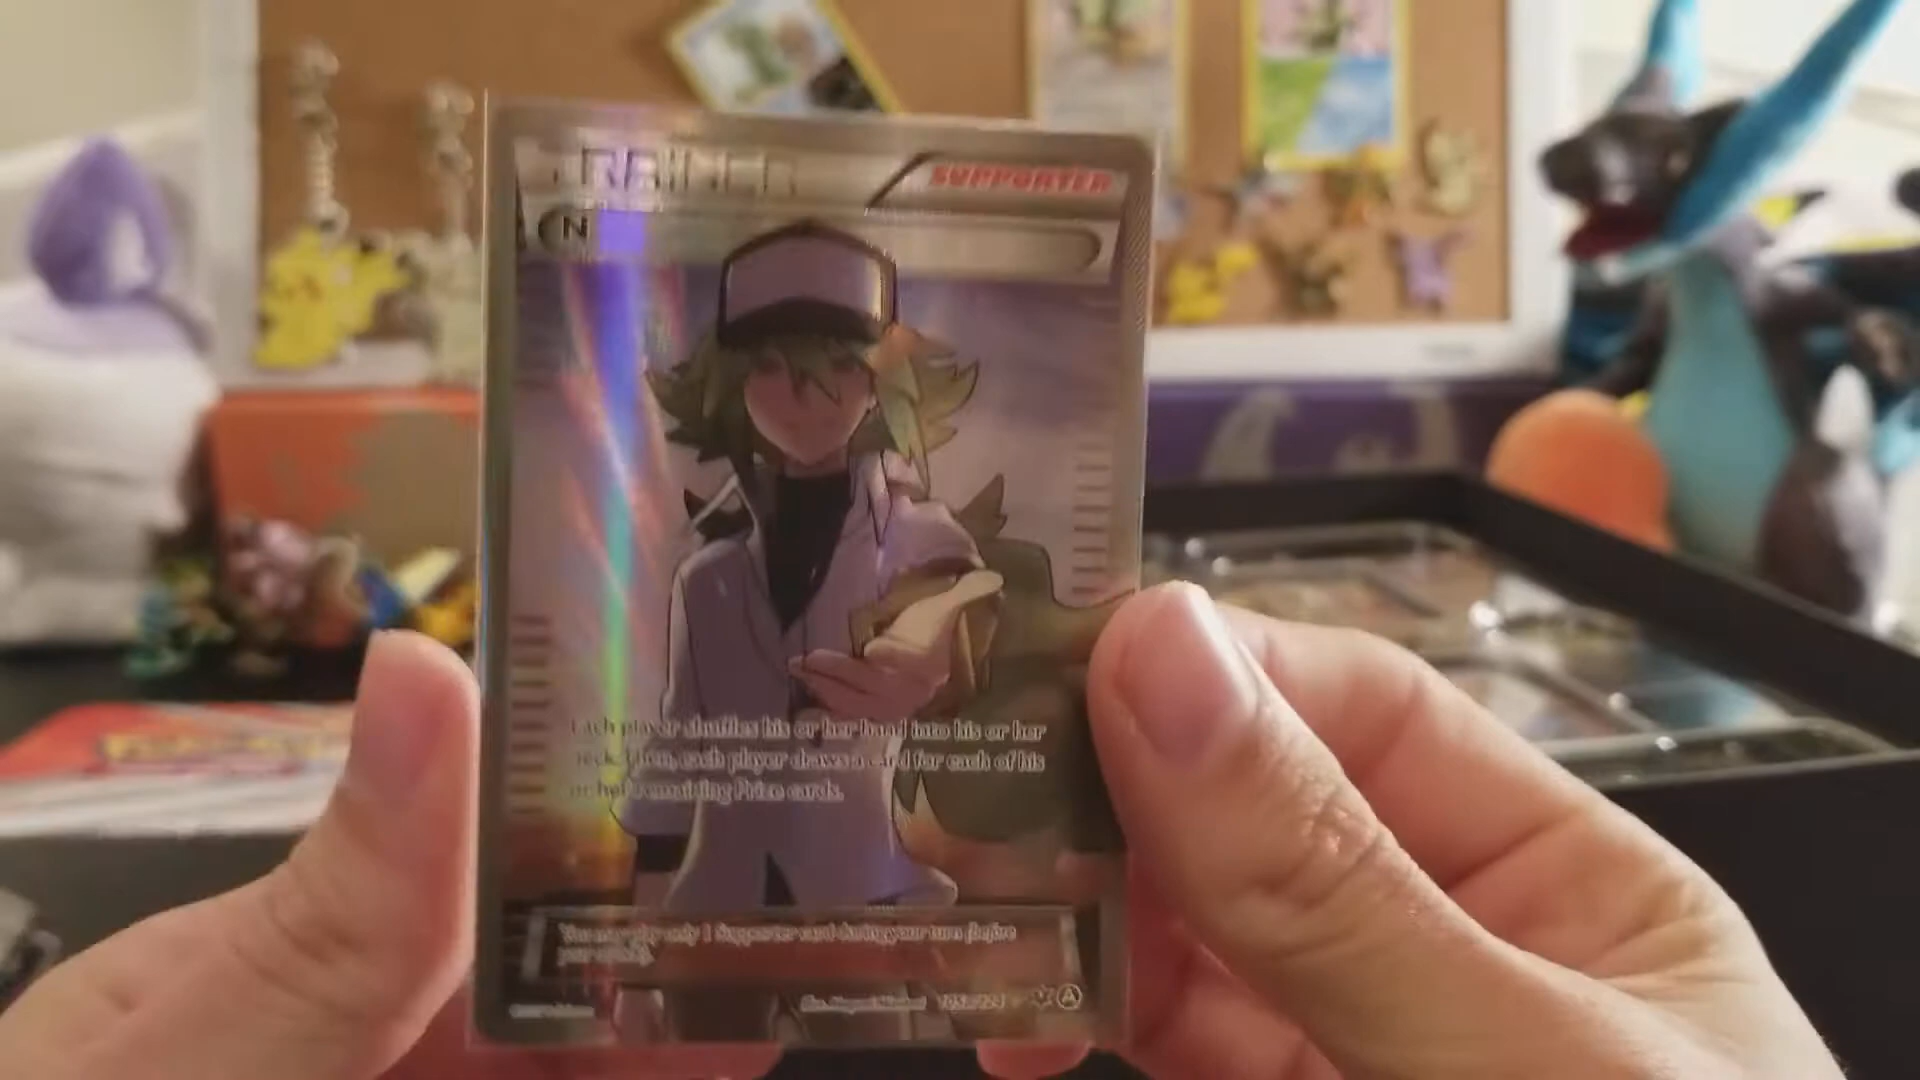 TRAINER
SUPPORTER
N
Each player shuffles his or her hand into his or her
deck. Then, each player draws a card for each of his
or her remaining Prize cards.
You may play only 1 Supporter card during your turn (before
your attack).
A